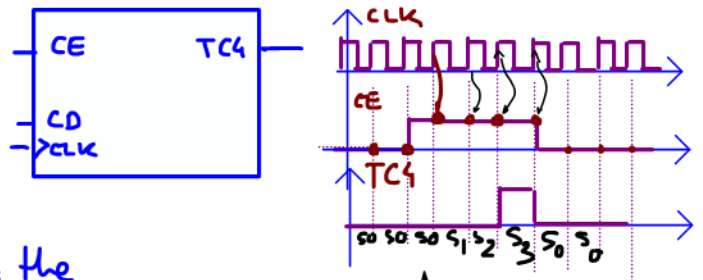 CE TC4
CD
CLK
CLK
CE
TC4
S0 S0 S0 S1 S2 S3 S0 S0
the